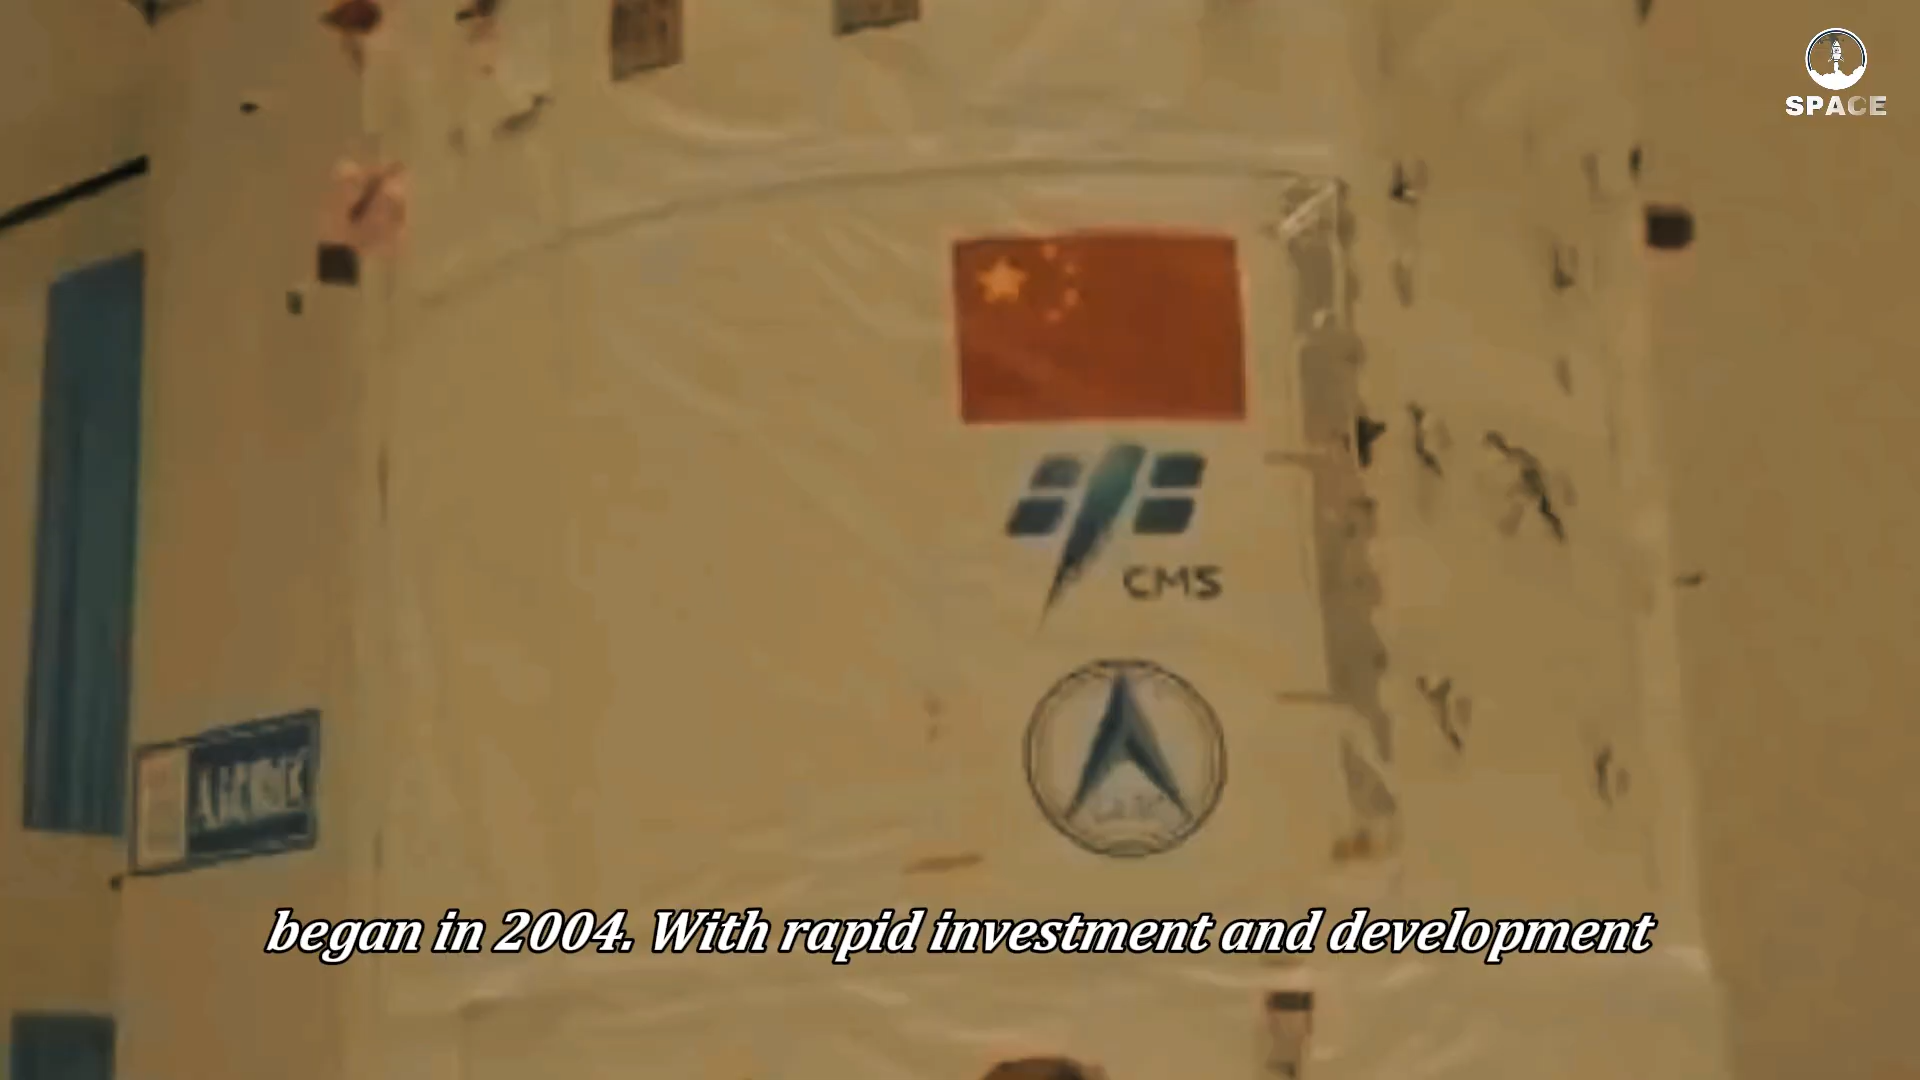 SPACE
CMS
began in 2004. With rapid investment and development